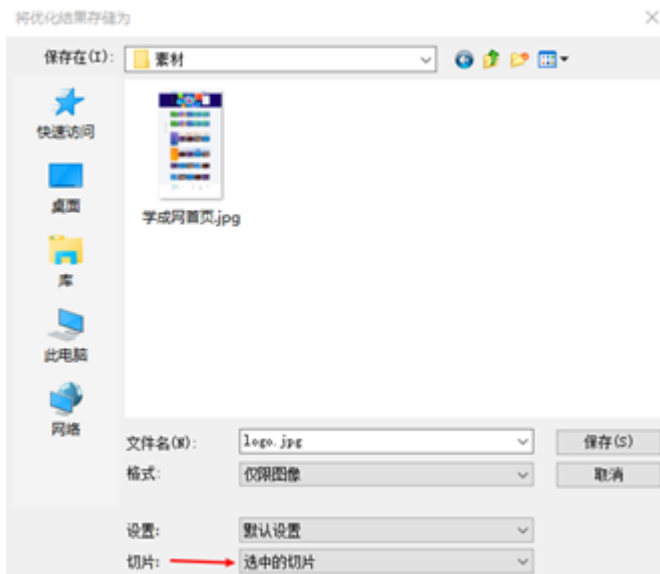 将优化结果存储为
保存在(I): 素材
快速访问
桌面
库
此电脑
网络
学成网首页.jpg
文件名(N): logo.jpg 保存(S)
格式: 仅限图像 取消
设置: 默认设置
切片: 选中的切片